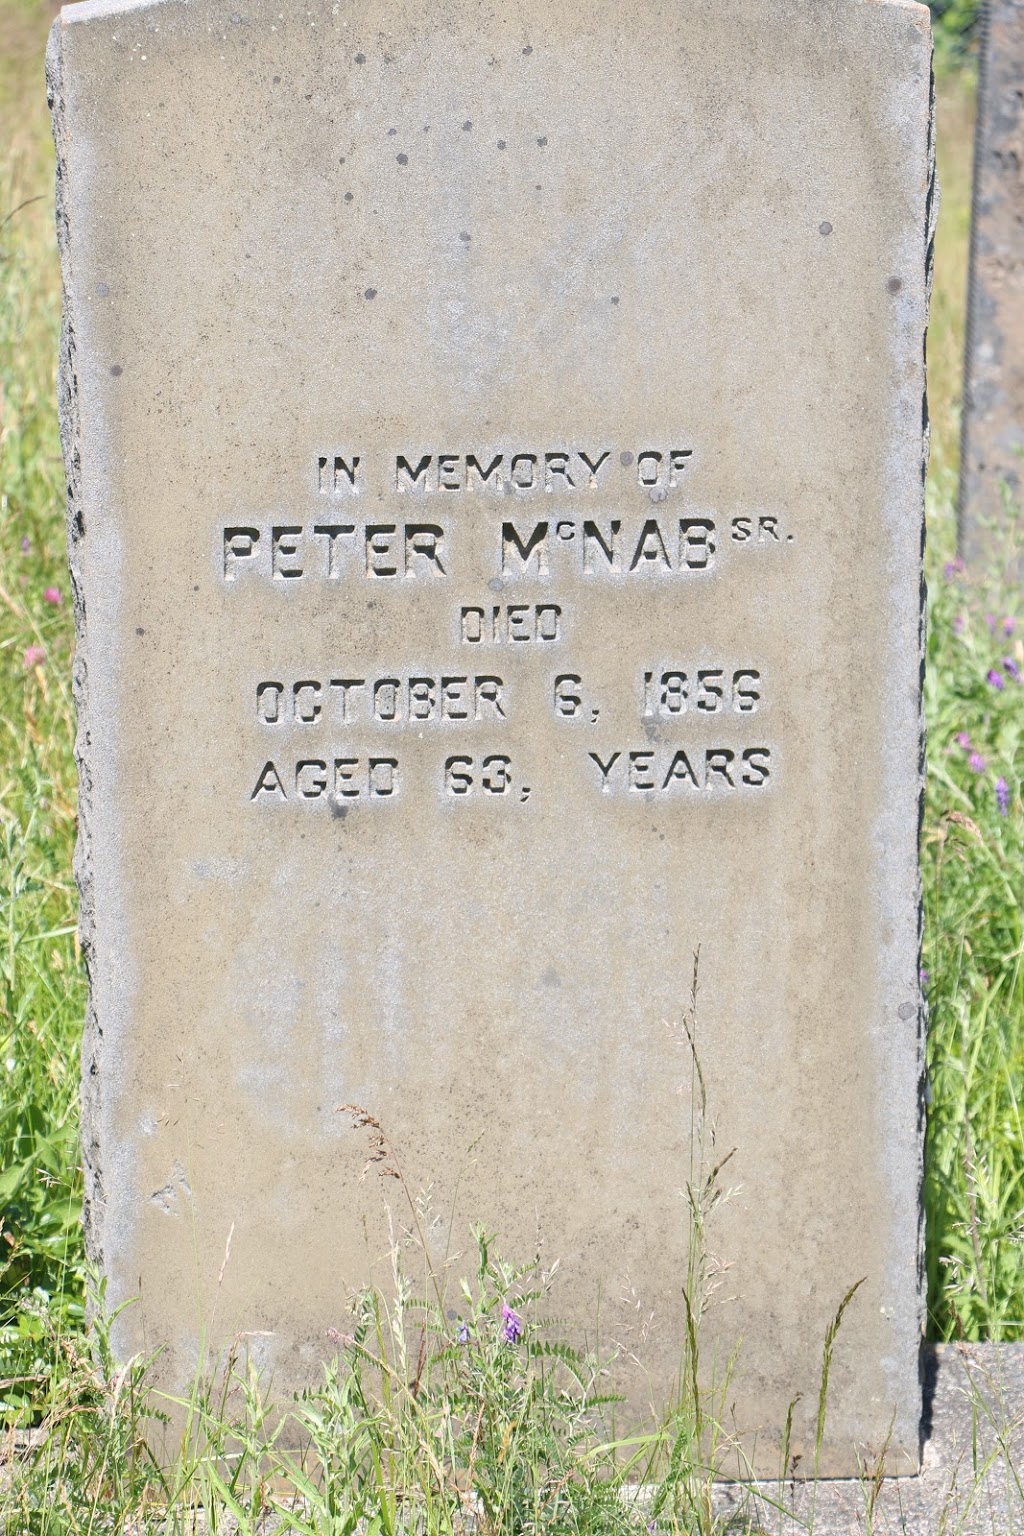 IN MEMORY OF
PETER McNAB SR.
DIED
OCTOBER 6, 1856
AGED 63, YEARS